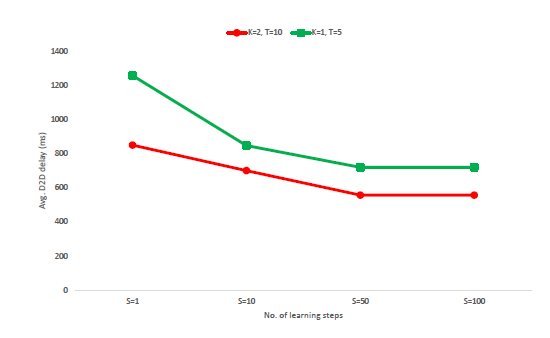 K=2, T=10 K=1, T=5
1400
1200
1000
800
600
400
200
0
Avg. D2D delay (ms)
S=1 S=10 S=50 S=100
No. of learning steps